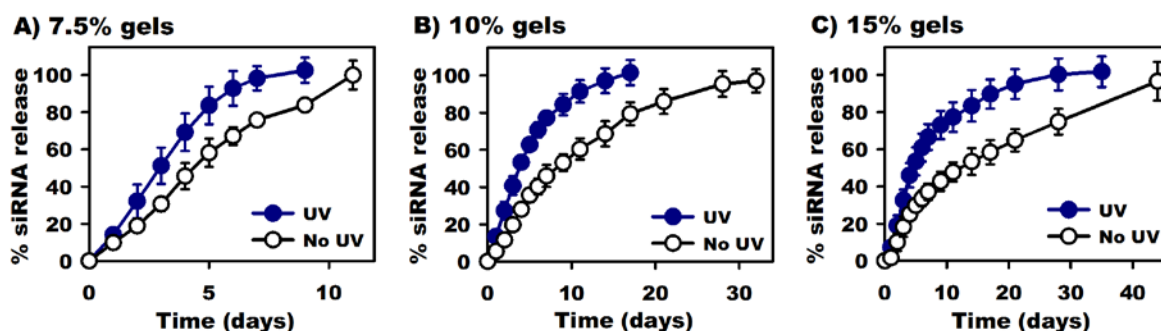 A) 7.5% gels
% siRNA release
100
80
60
40
20
0
UV
No UV
0 5 10
Time (days)
B) 10% gels
% siRNA release
100
80
60
40
20
0
UV
No UV
0 10 20 30
Time (days)
C) 15% gels
% siRNA release
100
80
60
40
20
0
UV
No UV
0 10 20 30 40
Time (days)